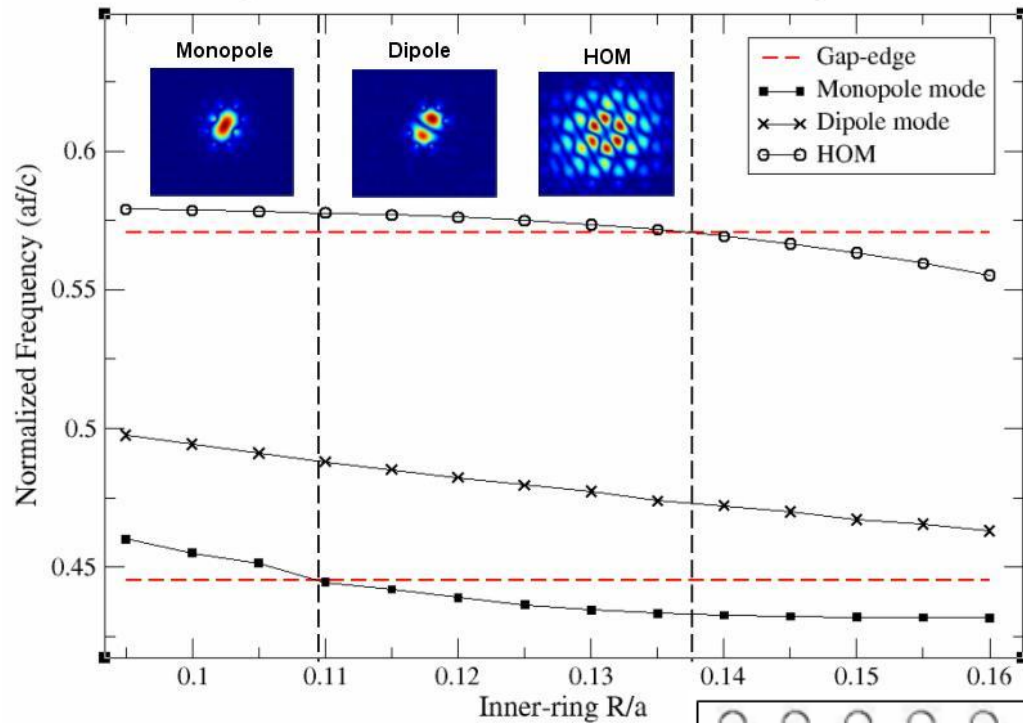 Monopole
Dipole
HOM
Gap-edge
Monopole mode
Dipole mode
HOM
Normalized Frequency (af/c)
0.6
0.55
0.5
0.45
0.1
0.11
0.12
0.13
0.14
0.15
0.16
Inner-ring R/a